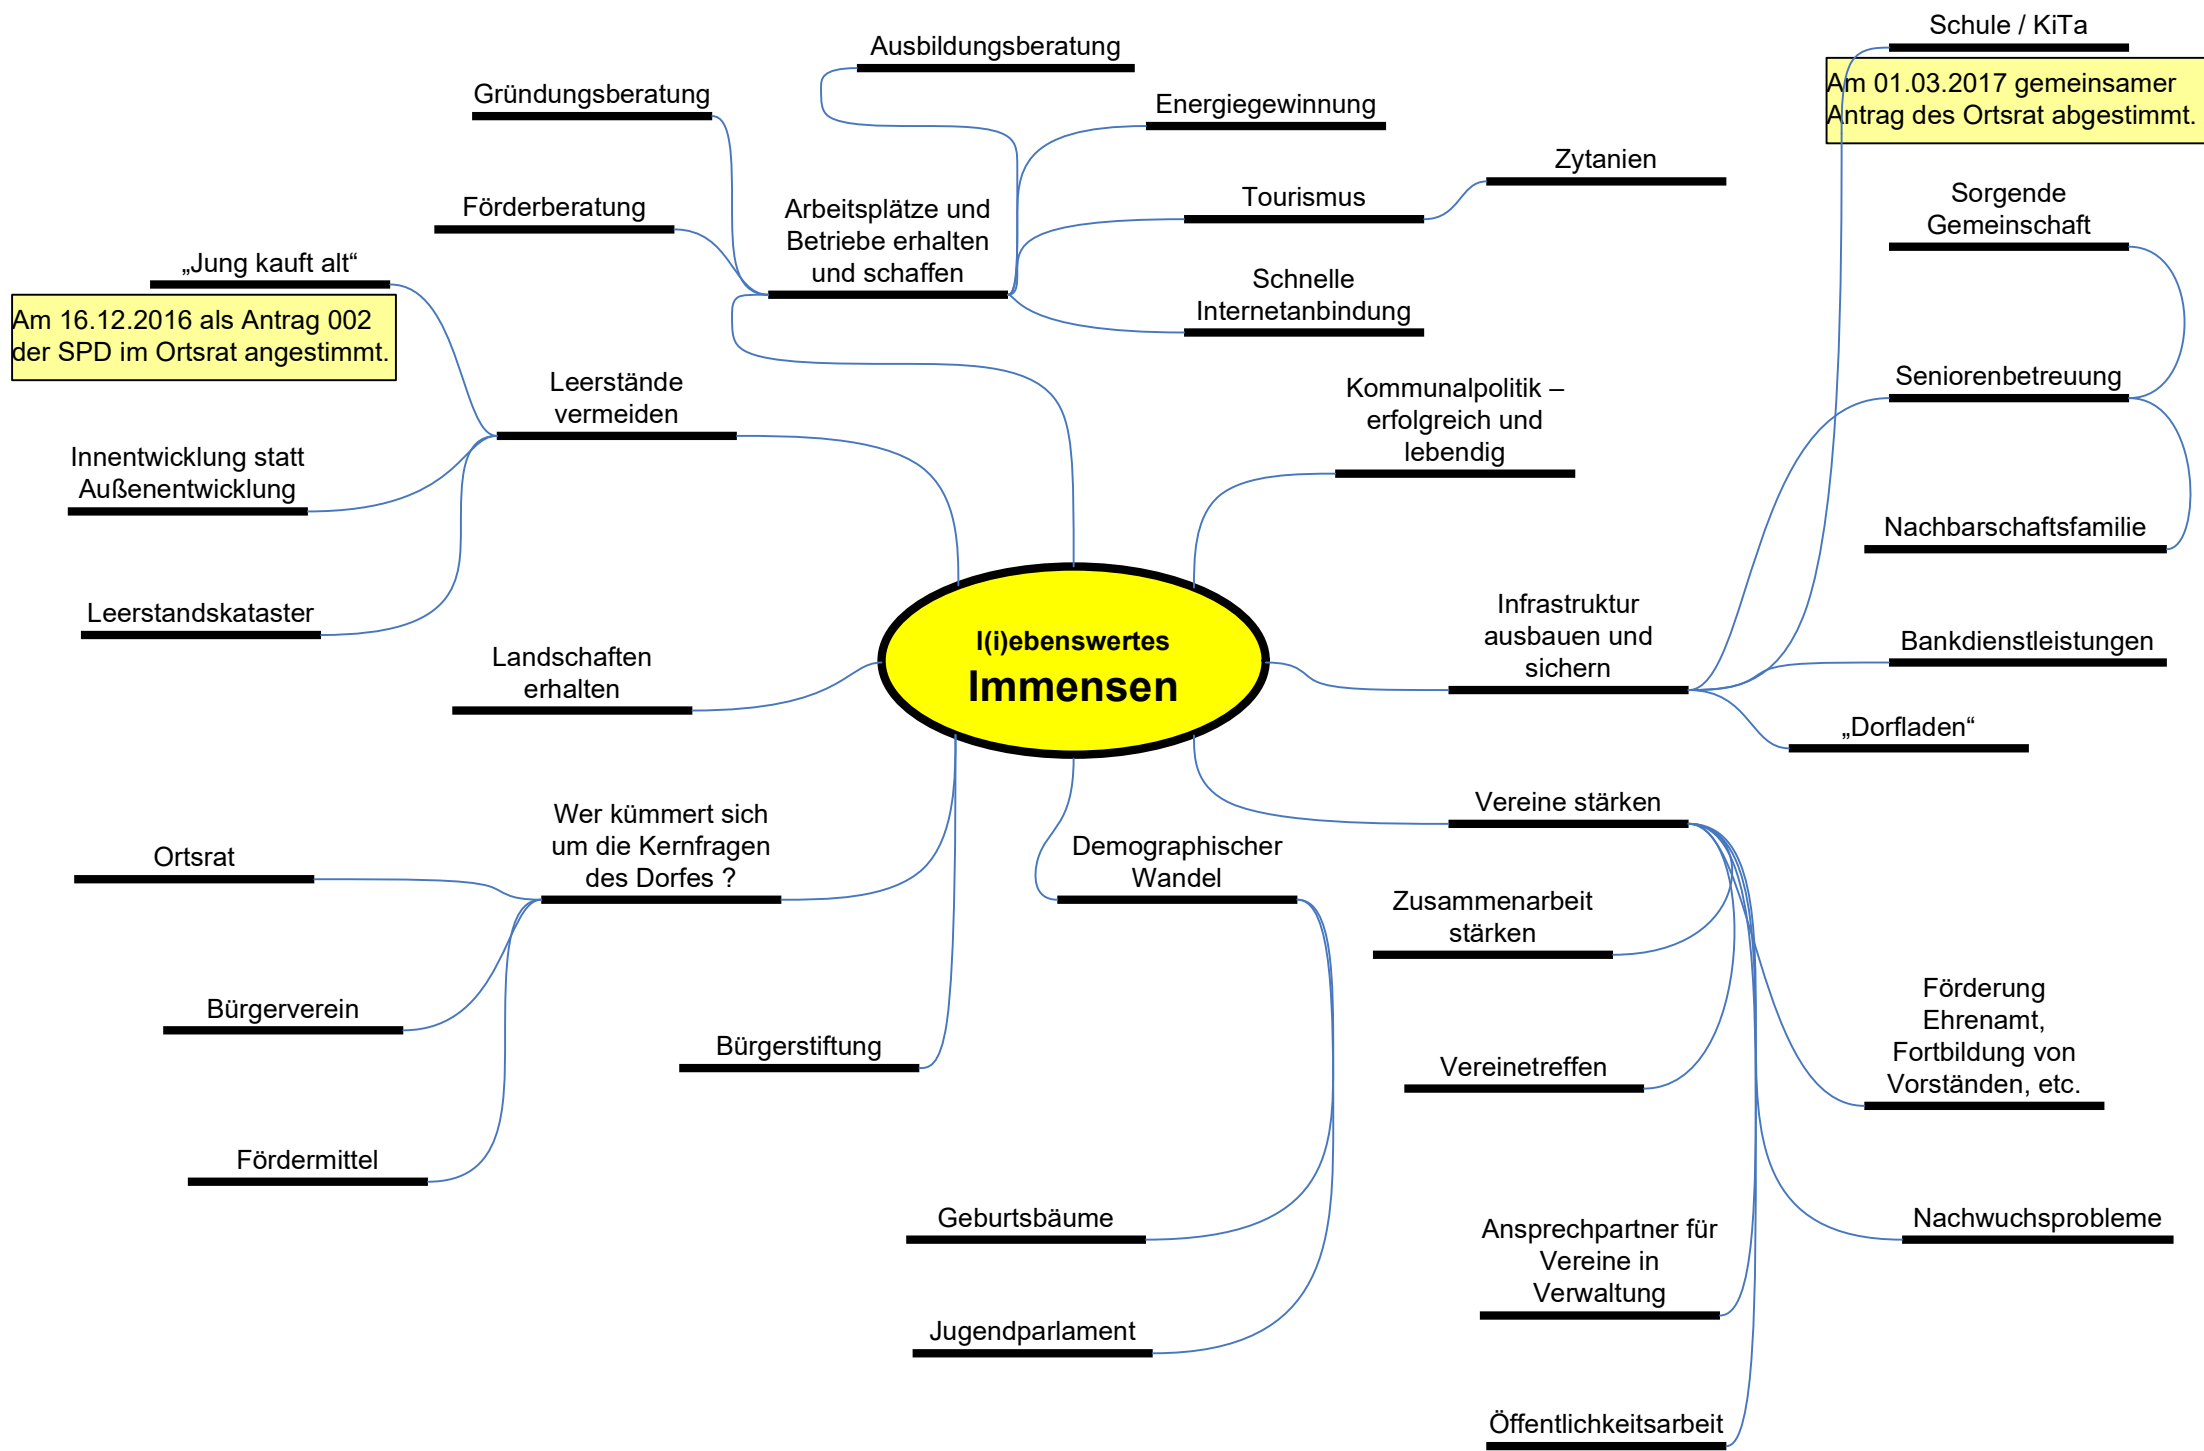 Schule / KiTa
Am 01.03.2017 gemeinsamer
Antrag des Ortsrat abgestimmt.
Ausbildungsberatung
Gründungsberatung
Energiegewinnung
Zytanien
Tourismus
Förderberatung
Arbeitsplätze und
Betriebe erhalten
und schaffen
Schnelle
Internetanbindung
Sorgende
Gemeinschaft
„Jung kauft alt“
Am 16.12.2016 als Antrag 002
der SPD im Ortsrat angestimmt.
Leerstände
vermeiden
Kommunalpolitik –
erfolgreich und
lebendig
Seniorenbetreuung
Innentwicklung statt
Außenentwicklung
Nachbarschaftsfamilie
Leerstandskataster
Landschaften
erhalten
l(i)ebenswertes
Immensen
Infrastruktur
ausbauen und
sichern
Bankdienstleistungen
„Dorfladen“
Wer kümmert sich
um die Kernfragen
des Dorfes ?
Ortsrat
Demographischer
Wandel
Vereine stärken
Zusammenarbeit
stärken
Bürgerverein
Bürgerstiftung
Vereinetreffen
Förderung
Ehrenamt,
Fortbildung von
Vorständen, etc.
Fördermittel
Geburtsbäume
Ansprechpartner für
Vereine in
Verwaltung
Nachwuchsprobleme
Jugendparlament
Öffentlichkeitsarbeit